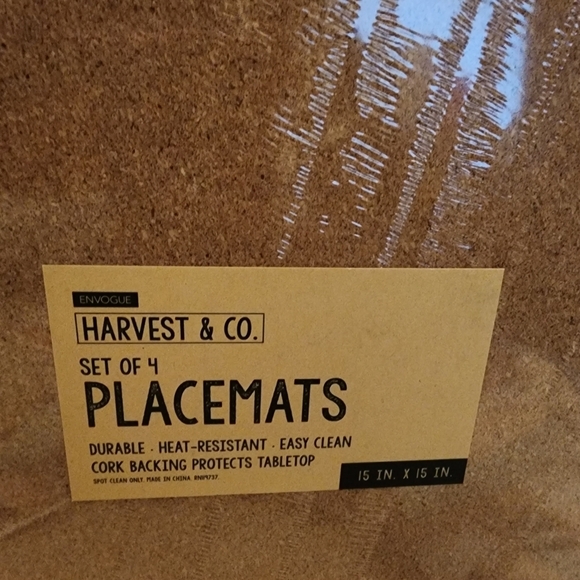 ENVOGUE
HARVEST & CO.
SET OF 4
PLACEMATS
DURABLE · HEAT-RESISTANT · EASY CLEAN
CORK BACKING PROTECTS TABLETOP
SPOT CLEAN ONLY. MADE IN CHINA.
15 IN. X 15 IN.